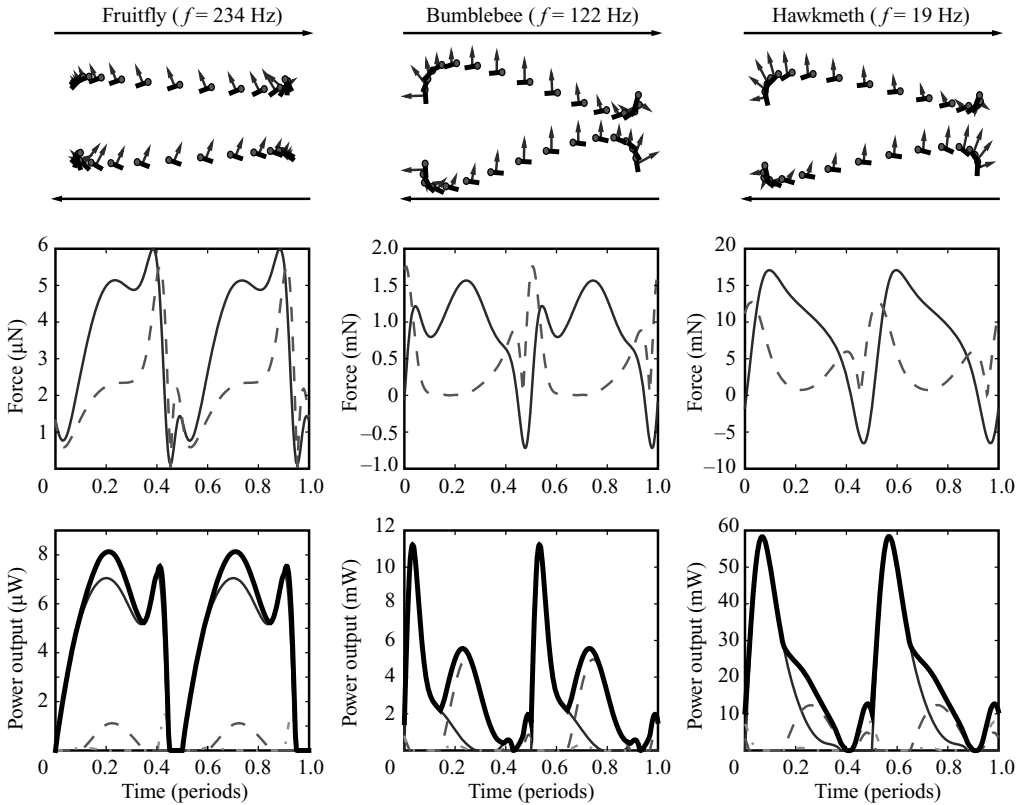 Fruitfly (f = 234 Hz)
Bumblebee (f = 122 Hz)
Hawkmeth (f = 19 Hz)
Force (μN)
6
5
4
3
2
1
0 0.2 0.4 0.6 0.8 1.0
Force (mN)
2.0
1.5
1.0
0.5
0
–0.5
–1.0
0 0.2 0.4 0.6 0.8 1.0
Force (mN)
20
15
10
5
0
–5
–10
0 0.2 0.4 0.6 0.8 1.0
Power output (μW)
8
6
4
2
0 0.2 0.4 0.6 0.8 1.0
Time (periods)
Power output (mW)
12
10
8
6
4
2
0 0.2 0.4 0.6 0.8 1.0
Time (periods)
Power output (mW)
60
50
40
30
20
10
0 0.2 0.4 0.6 0.8 1.0
Time (periods)